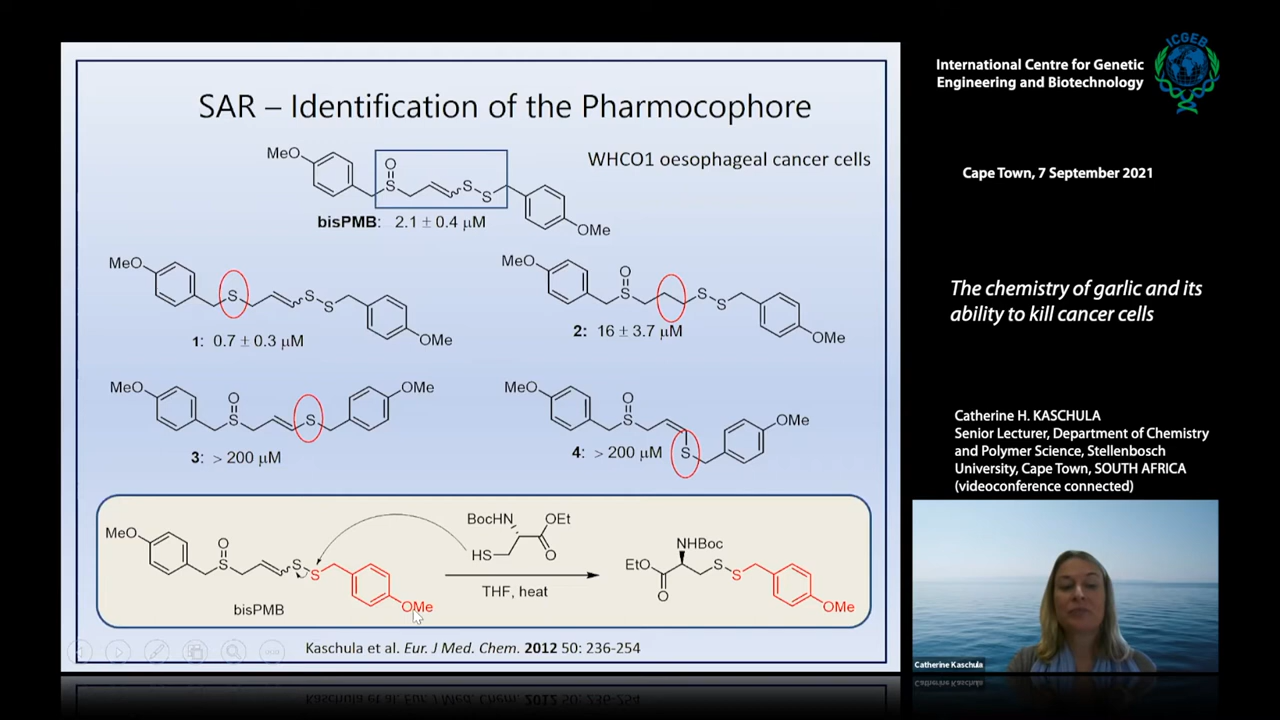 SAR – Identification of the Pharmocophore
MeO
O
S
S
S
OMe
bisPMB: 2.1 ± 0.4 µM
WHCO1 oesophageal cancer cells
MeO
S
S
S
OMe
1: 0.7 ± 0.3 µM
MeO
O
S
S
S
OMe
2: 16 ± 3.7 µM
MeO
O
S
S
OMe
3: > 200 µM
MeO
O
S
S
OMe
4: > 200 µM
MeO
O
S
S
S
OMe
bisPMB
BocHN
OEt
HS
O
THF, heat
NHBoc
EtO
O
S
S
OMe
Kaschula et al. Eur. J Med. Chem. 2012 50: 236-254
ICGEB
International Centre for Genetic
Engineering and Biotechnology
Cape Town, 7 September 2021
The chemistry of garlic and its
ability to kill cancer cells
Catherine H. KASCHULA
Senior Lecturer, Department of Chemistry
and Polymer Science, Stellenbosch
University, Cape Town, SOUTH AFRICA
(videoconference connected)
Catherine Kaschula